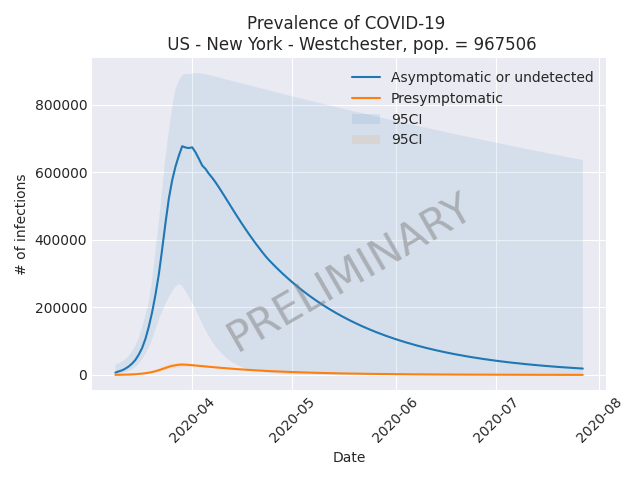 Prevalence of COVID-19
US - New York - Westchester, pop. = 967506
Asymptomatic or undetected
Presymptomatic
95CI
95CI
800000
600000
400000
200000
0
# of infections
PRELIMINARY
2020-04
2020-05
2020-06
2020-07
2020-08
Date